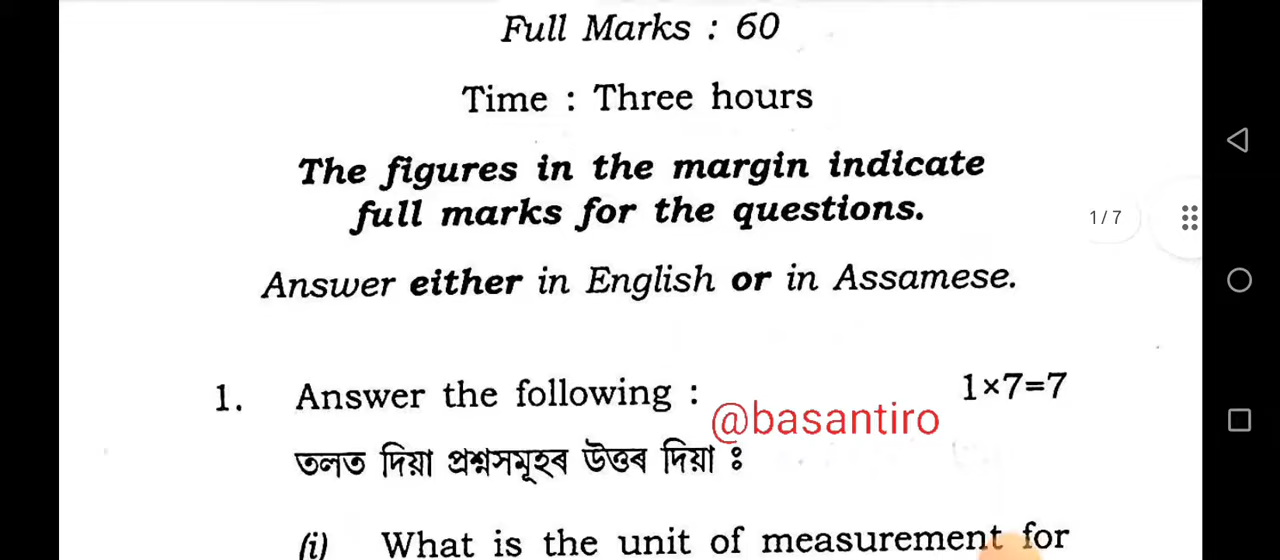 Full Marks : 60
Time : Three hours
The figures in the margin indicate
full marks for the questions.
1 / 7
Answer either in English or in Assamese.
1. Answer the following : 1×7=7
@basantiro
তলত দিয়া প্ৰশ্নসমূহৰ উত্তৰ দিয়া ঃ
(i) What is the unit of measurement for